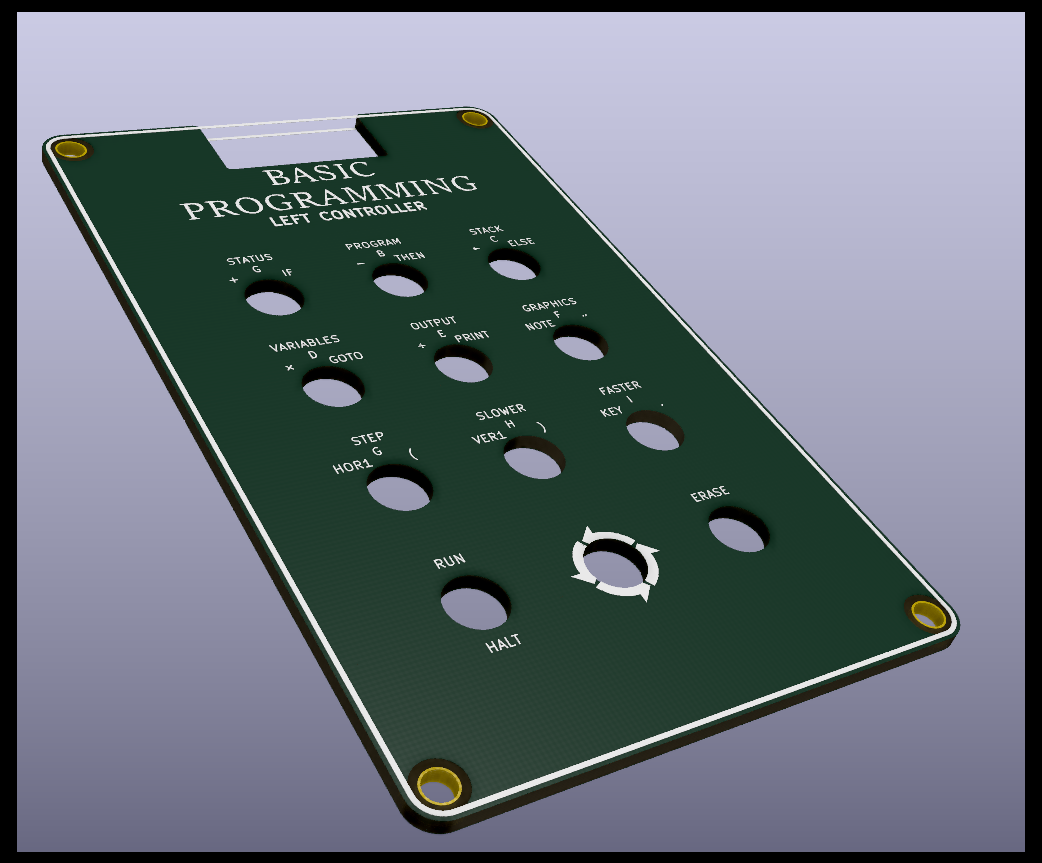 BASIC
PROGRAMMING
LEFT CONTROLLER
STATUS
+ G IF
PROGRAM
− B THEN
STACK
← C ELSE
VARIABLES
× D GOTO
OUTPUT
+ E PRINT
GRAPHICS
NOTE F "
STEP
HOR1 G (
SLOWER
VER1 H )
FASTER
KEY I ,
RUN
HALT
ERASE